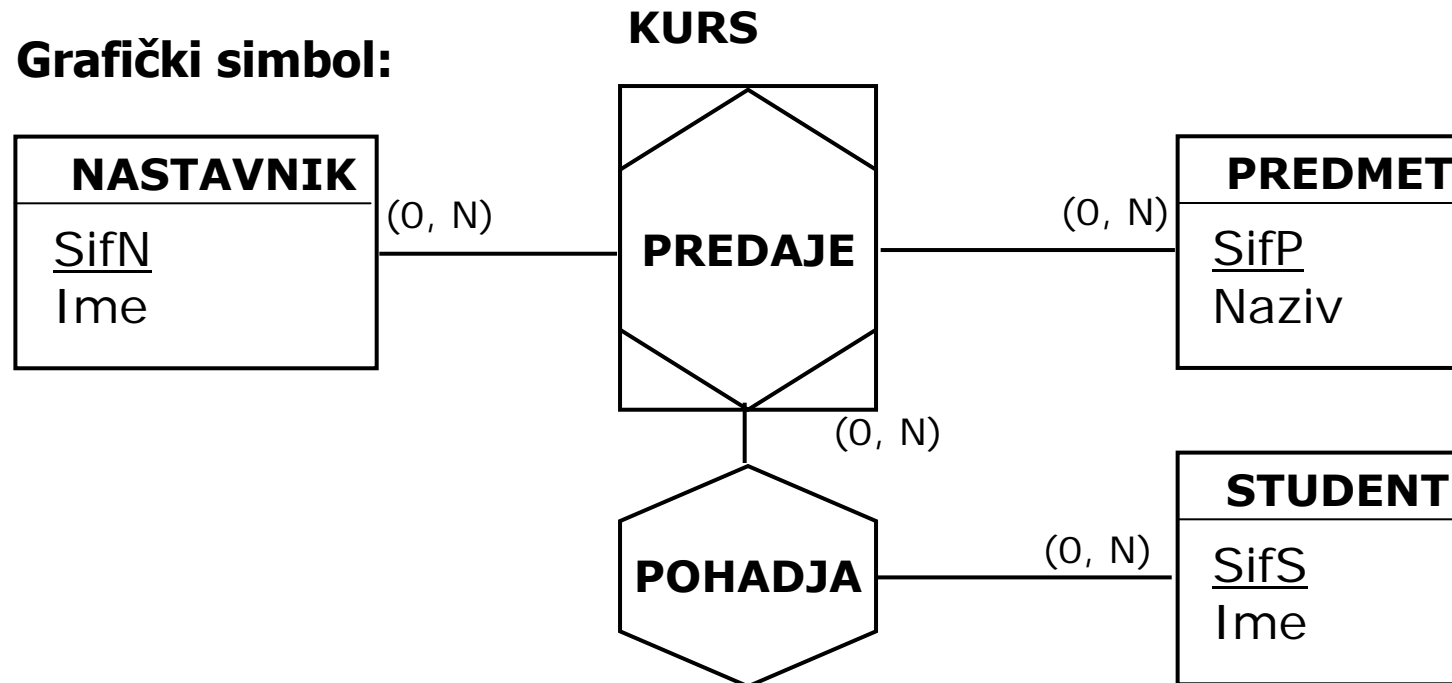 KURS
Grafički simbol:
NASTAVNIK
SifN
Ime
(0, N)
PREDAJE
(0, N)
PREDMET
SifP
Naziv
(0, N)
POHADJA
(0, N)
STUDENT
SifS
Ime